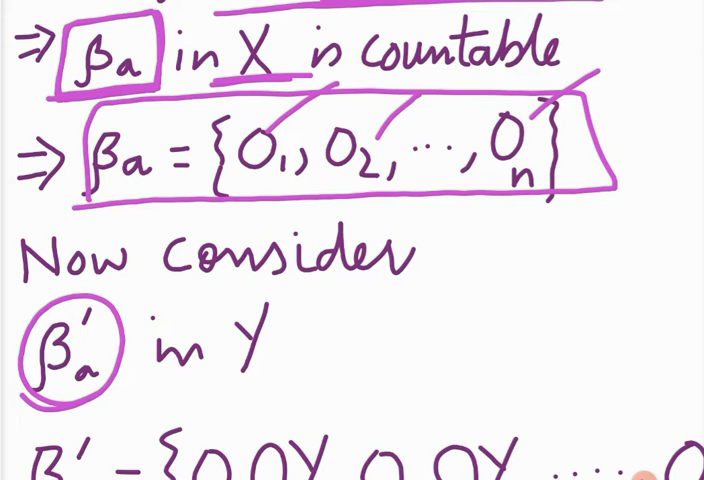 ⇒ βₐ in X is countable
⇒ βₐ = {O₁, O₂, ..., Oₙ}
Now consider
β'ₐ in Y
β' = {O∩Y, O∩Y, .... O